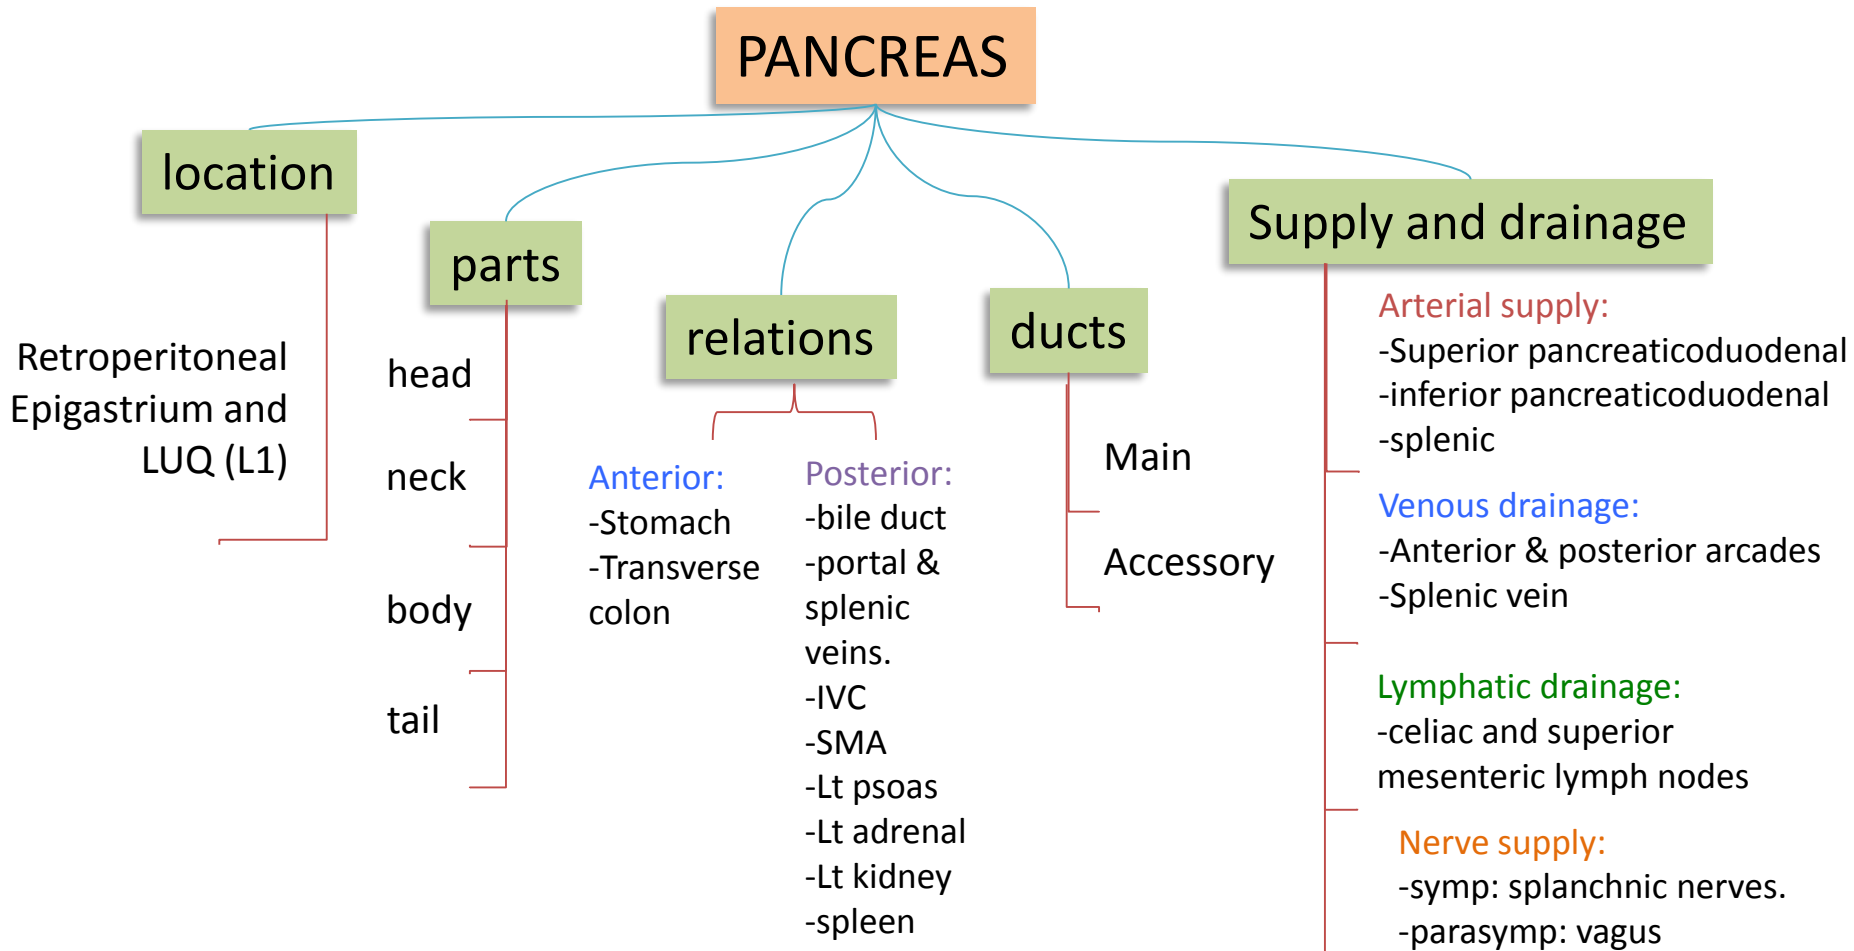 PANCREAS
location
Retroperitoneal
Epigastrium and
LUQ (L1)
parts
head
neck
body
tail
relations
Anterior:
-Stomach
-Transverse
colon
Posterior:
-bile duct
-portal &
splenic
veins.
-IVC
-SMA
-Lt psoas
-Lt adrenal
-Lt kidney
-spleen
ducts
Main
Accessory
Supply and drainage
Arterial supply:
-Superior pancreaticoduodenal
-inferior pancreaticoduodenal
-splenic
Venous drainage:
-Anterior & posterior arcades
-Splenic vein
Lymphatic drainage:
-celiac and superior
mesenteric lymph nodes
Nerve supply:
-symp: splanchnic nerves.
-parasymp: vagus